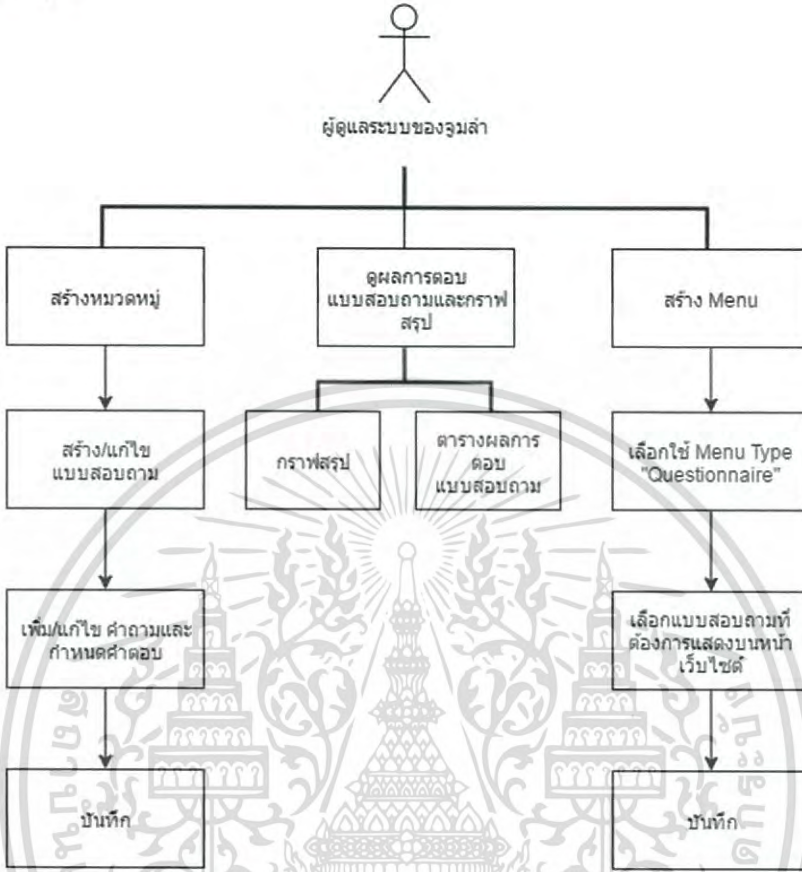 ผู้ดูแลระบบของจูมล่า
สร้างหมวดหมู่
ดูผลการตอบ
แบบสอบถามและกราฟ
สรุป
สร้าง Menu
สร้าง/แก้ไข
แบบสอบถาม
กราฟสรุป
ตารางผลการ
ตอบ
แบบสอบถาม
เลือกใช้ Menu Type
"Questionnaire"
เพิ่ม/แก้ไข คำถามและ
กำหนดคำตอบ
เลือกแบบสอบถามที่
ต้องการแสดงบนหน้า
เว็บไซต์
บันทึก
บันทึก